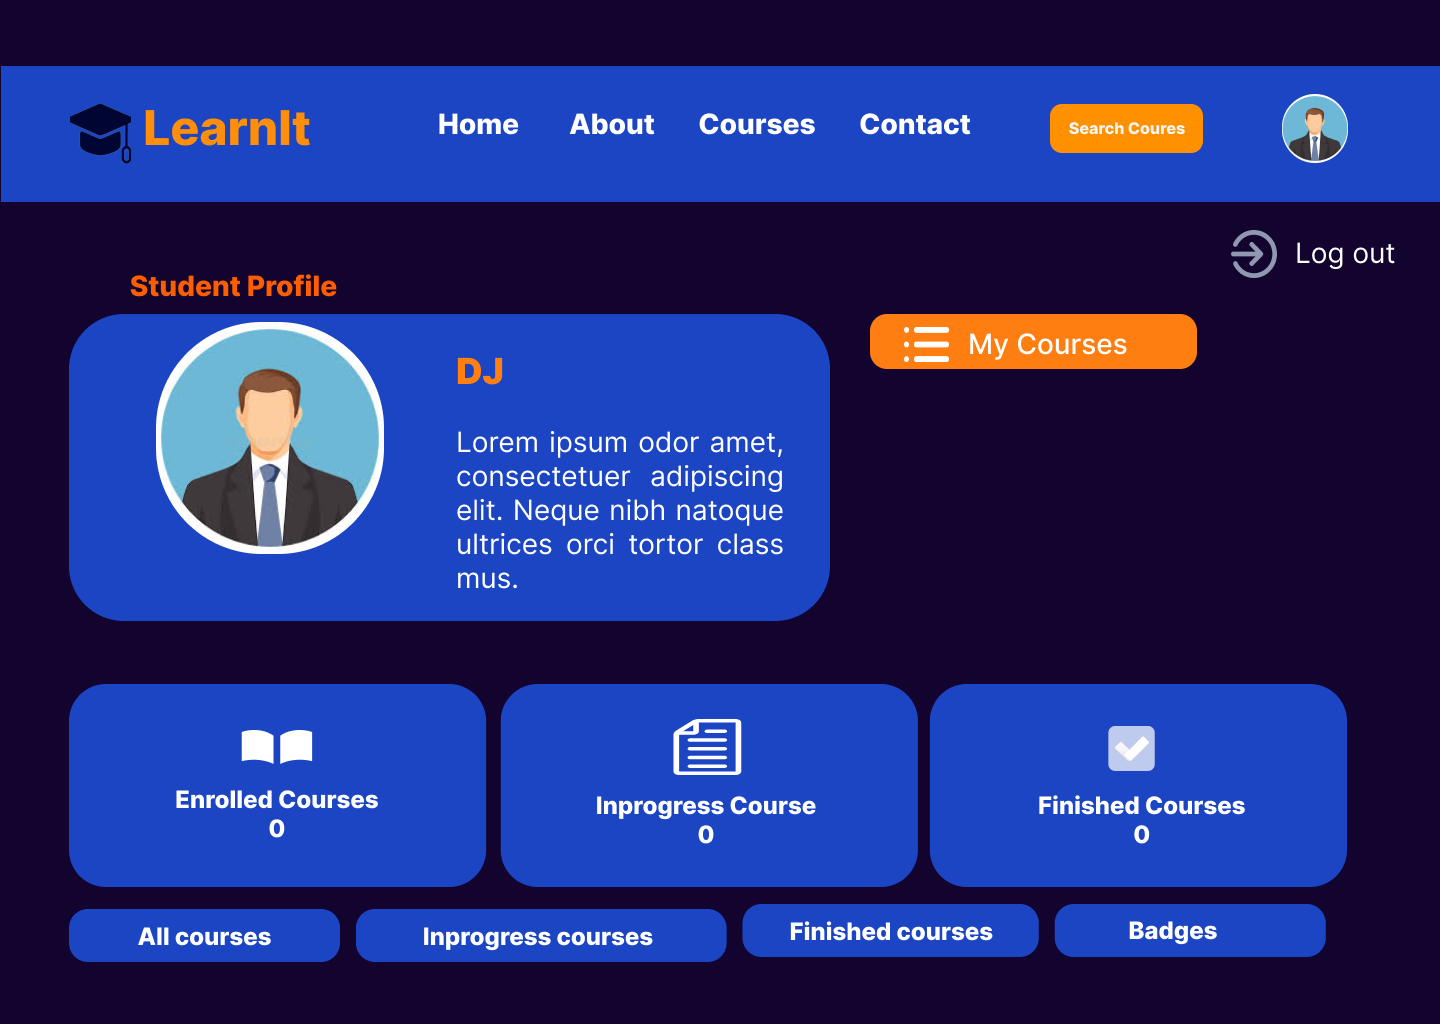 LearnIt
Home About Courses Contact
Search Coures
Log out
Student Profile
My Courses
DJ
Lorem ipsum odor amet,
consectetuer adipiscing
elit. Neque nibh natoque
ultrices orci tortor class
mus.
Enrolled Courses
0
Inprogress Course
0
Finished Courses
0
All courses
Inprogress courses
Finished courses
Badges